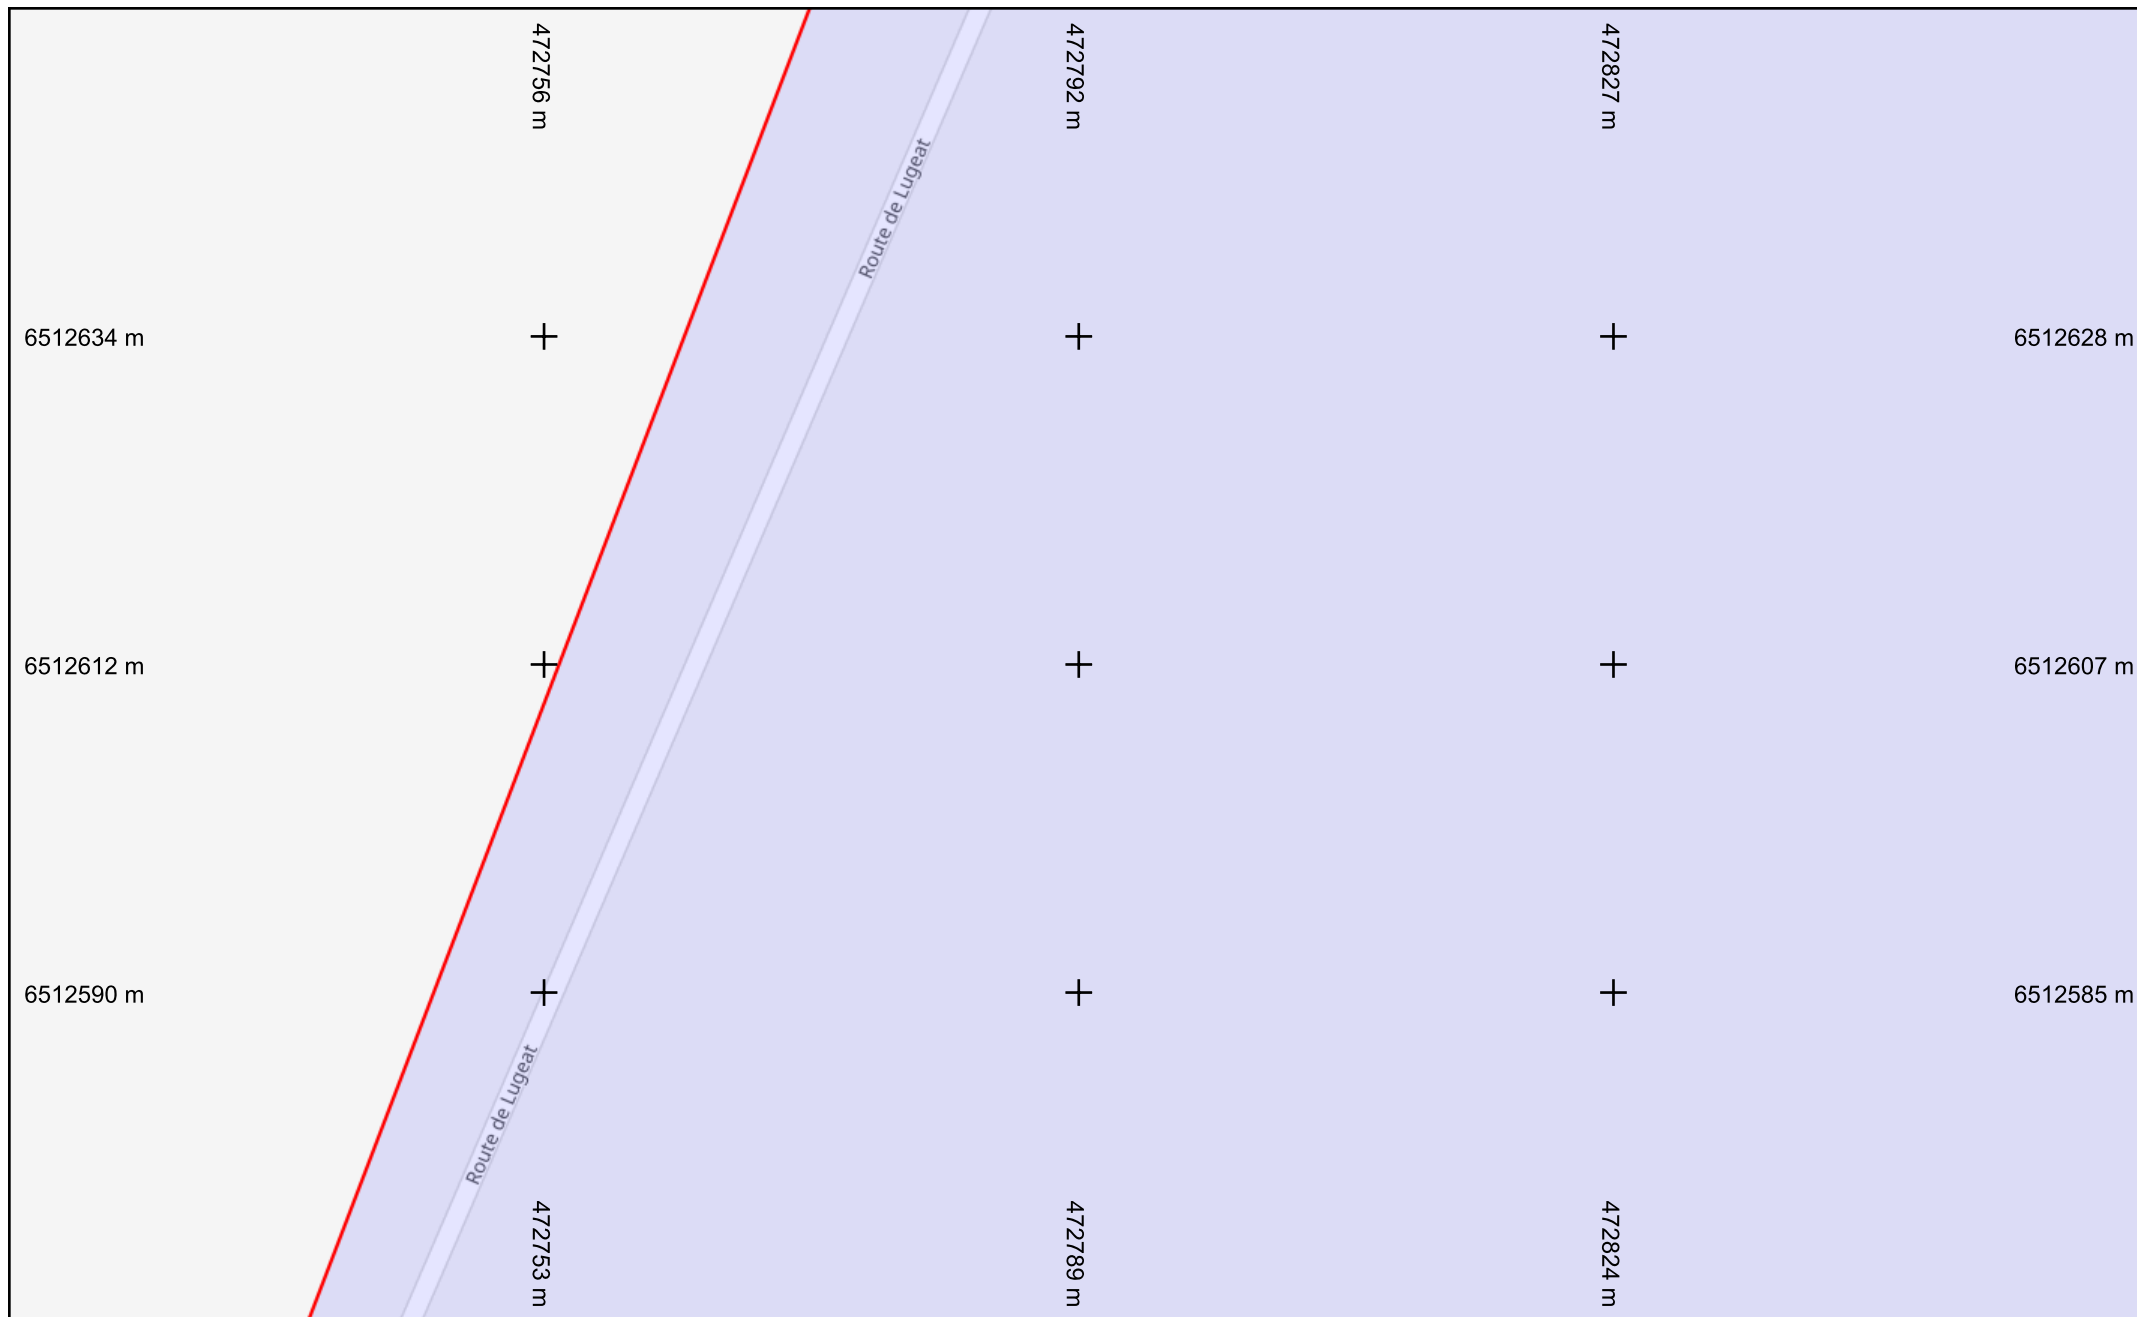 472756 m
472792 m
472827 m
Route de Lugeat
6512634 m
6512628 m
6512612 m
6512607 m
6512590 m
6512585 m
Route de Lugeat
472753 m
472789 m
472824 m